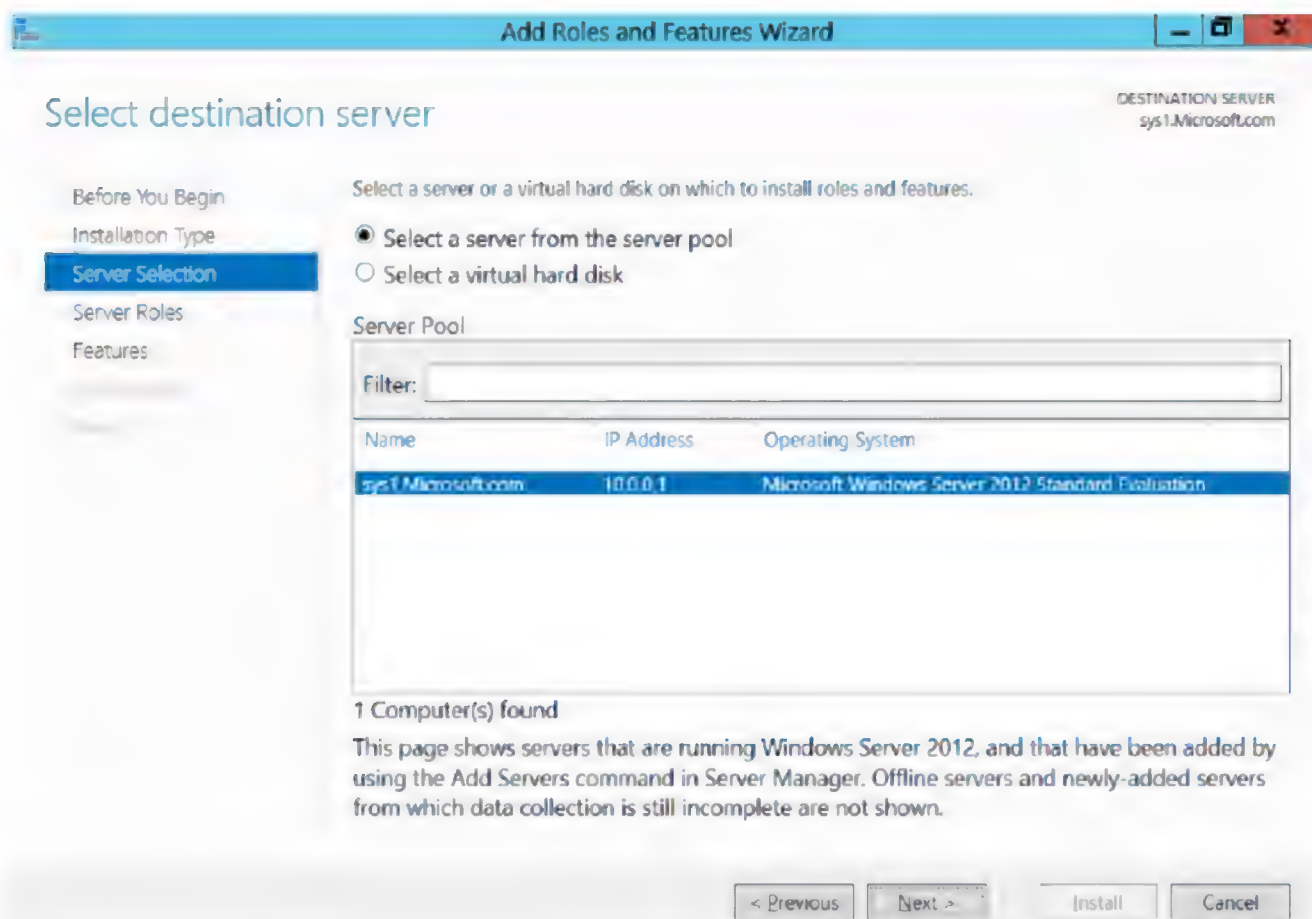 Add Roles and Features Wizard
Select destination server
DESTINATION SERVER
sys1.Microsoft.com
Before You Begin
Installation Type
Server Selection
Server Roles
Features
Select a server or a virtual hard disk on which to install roles and features.
Select a server from the server pool
Select a virtual hard disk
Server Pool
Filter:
Name IP Address Operating System
sys1.Microsoft.com 10.0.0.1 Microsoft Windows Server 2012 Standard Evaluation
1 Computer(s) found
This page shows servers that are running Windows Server 2012, and that have been added by
using the Add Servers command in Server Manager. Offline servers and newly-added servers
from which data collection is still incomplete are not shown.
< Previous
Next >
Install
Cancel